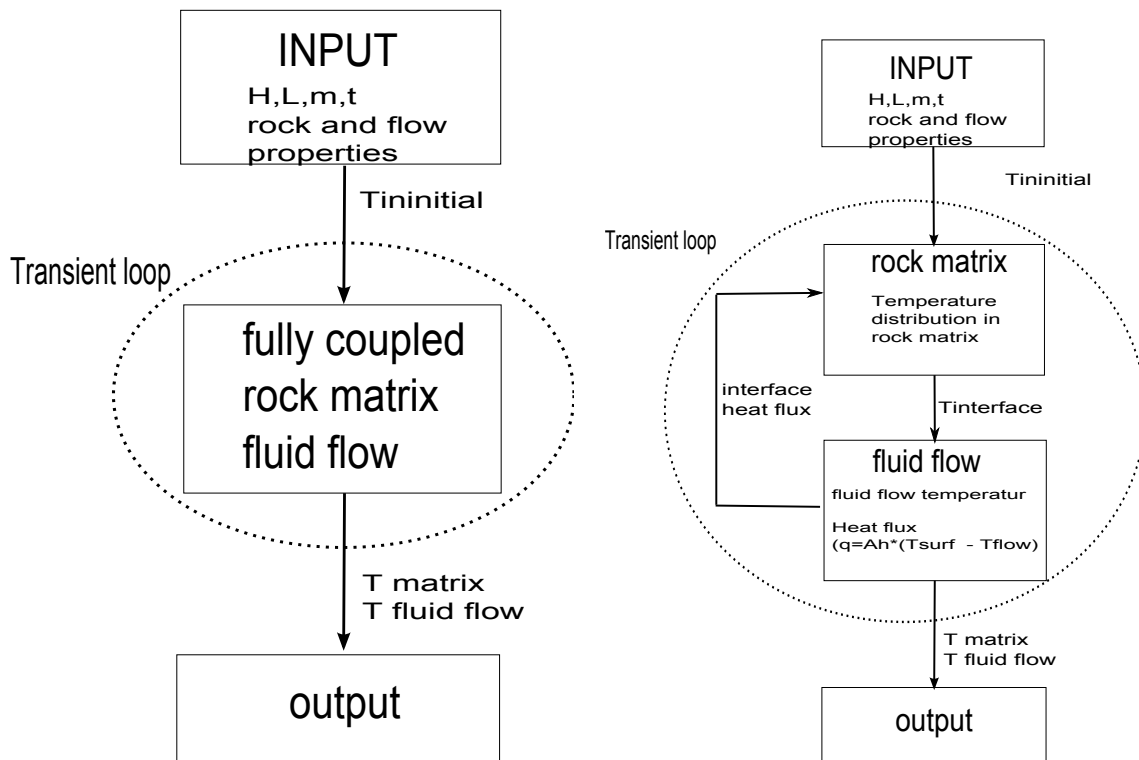 INPUT
H,L,m,t
rock and flow
properties
Tininitial
Transient loop
fully coupled
rock matrix
fluid flow
T matrix
T fluid flow
output
INPUT
H,L,m,t
rock and flow
properties
Tininitial
Transient loop
rock matrix
Temperature
distribution in
rock matrix
interface
heat flux
Tinterface
fluid flow
fluid flow temperatur
Heat flux
(q=Ah*(Tsurf - Tflow)
T matrix
T fluid flow
output